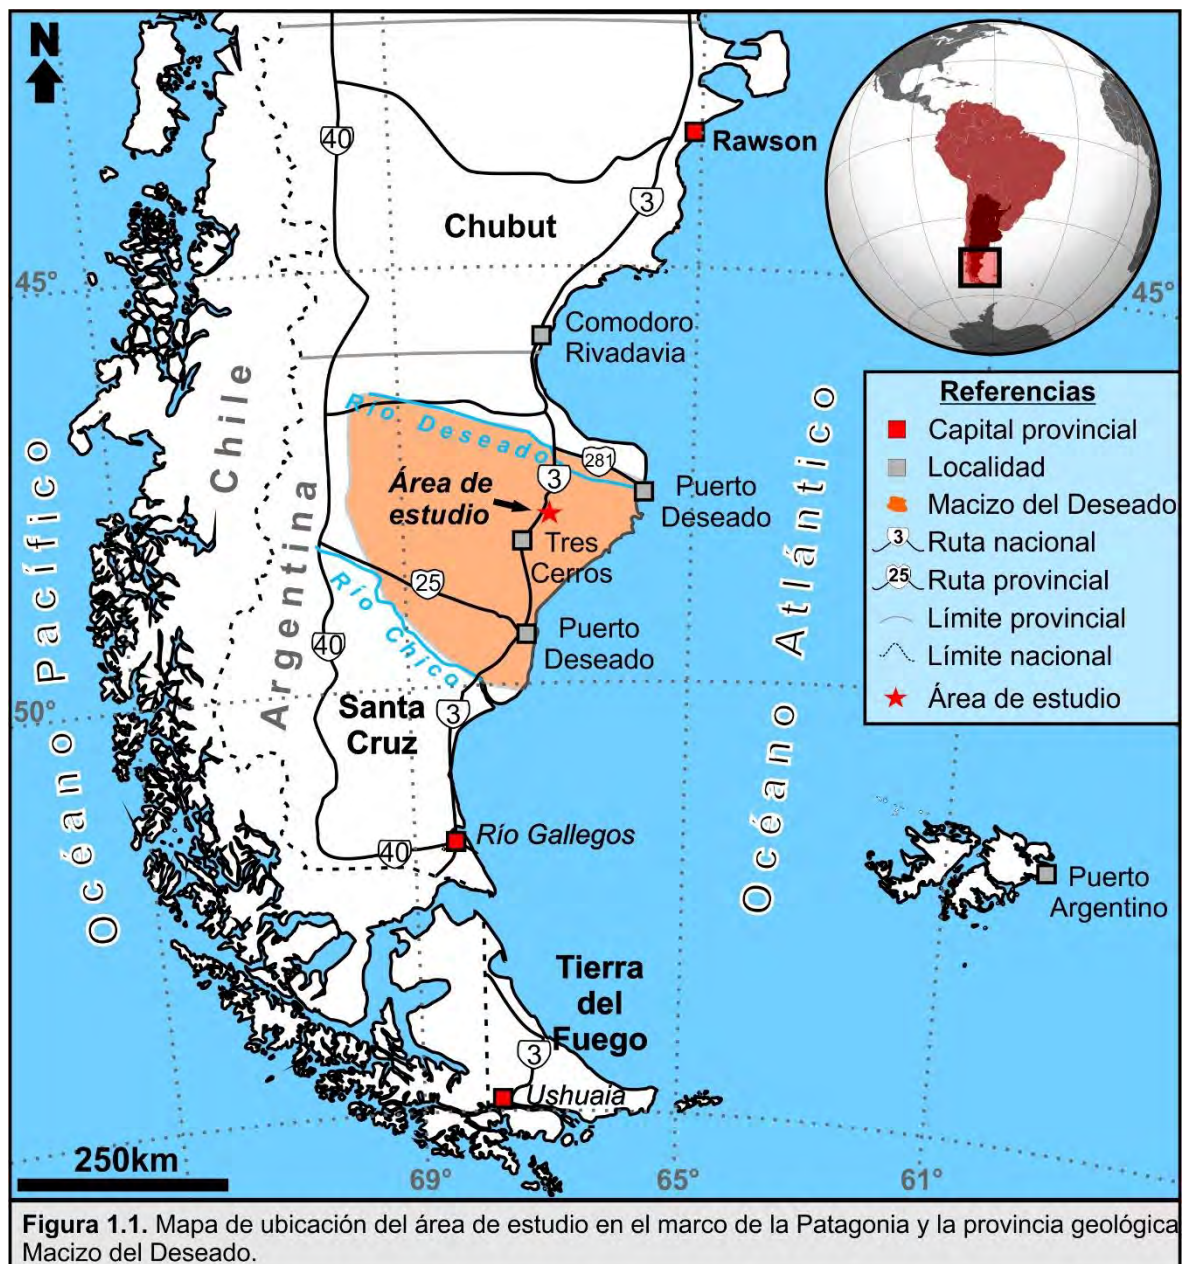 N
40
Rawson
3
Chubut
45°
45°
Comodoro
Rivadavia
Chile
Argentina
Océano Pacífico
Océano Atlántico
Río Deseado
281
3
Área de
estudio
Puerto
Deseado
Tres
Cerros
25
Río Chico
40
Puerto
Deseado
50°
Santa
Cruz
3
Río Gallegos
40
Puerto
Argentino
Tierra
del
Fuego
3
Ushuaia
250km
69°
65°
61°
Referencias
Capital provincial
Localidad
Macizo del Deseado
3 Ruta nacional
25 Ruta provincial
Límite provincial
Límite nacional
Área de estudio
Figura 1.1. Mapa de ubicación del área de estudio en el marco de la Patagonia y la provincia geológica
Macizo del Deseado.